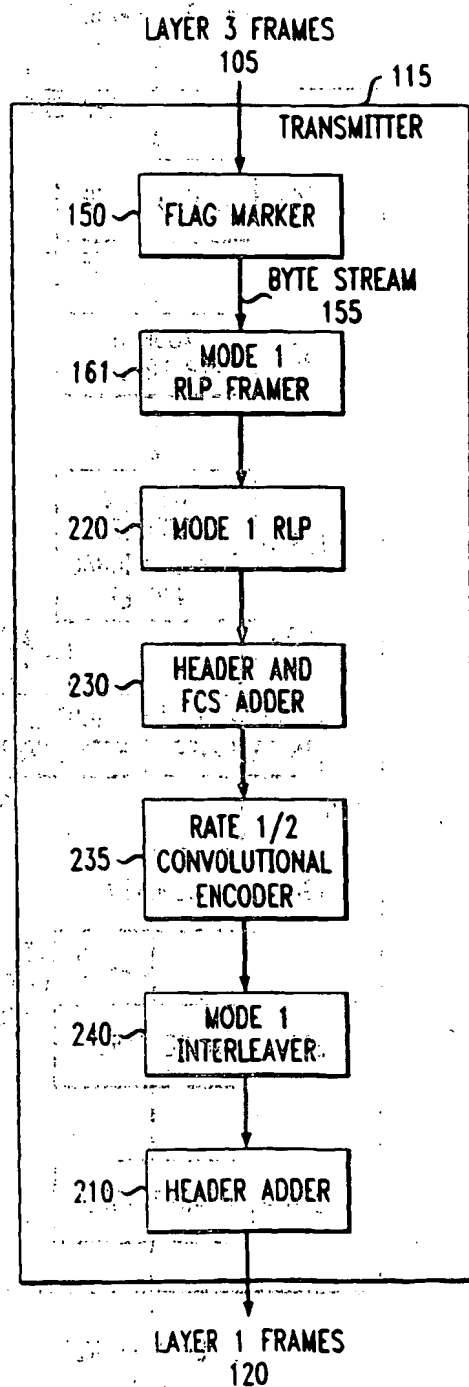 LAYER 3 FRAMES
105
115
TRANSMITTER
150
FLAG MARKER
BYTE STREAM
155
161
MODE 1
RLP FRAMER
220
MODE 1 RLP
230
HEADER AND
FCS ADDER
235
RATE 1/2
CONVOLUTIONAL
ENCODER
240
MODE 1
INTERLEAVER
210
HEADER ADDER
LAYER 1 FRAMES
120